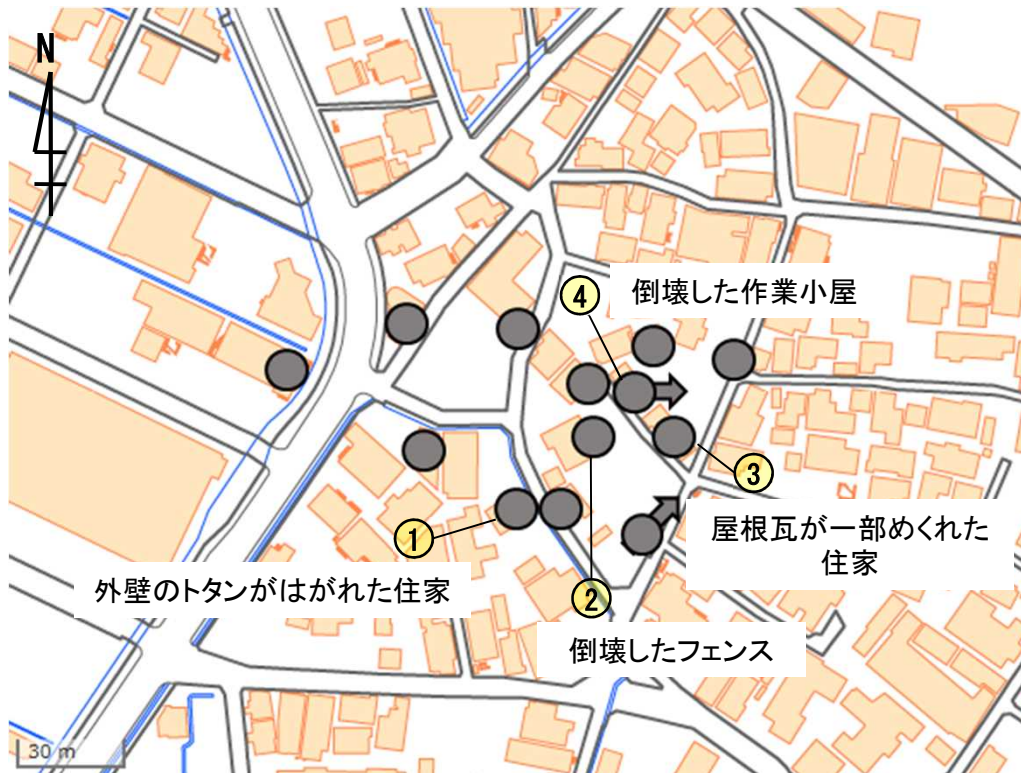 N
④
倒壊した作業小屋
③
屋根瓦が一部めくれた
住家
①
外壁のトタンがはがれた住家
②
倒壊したフェンス
30 m